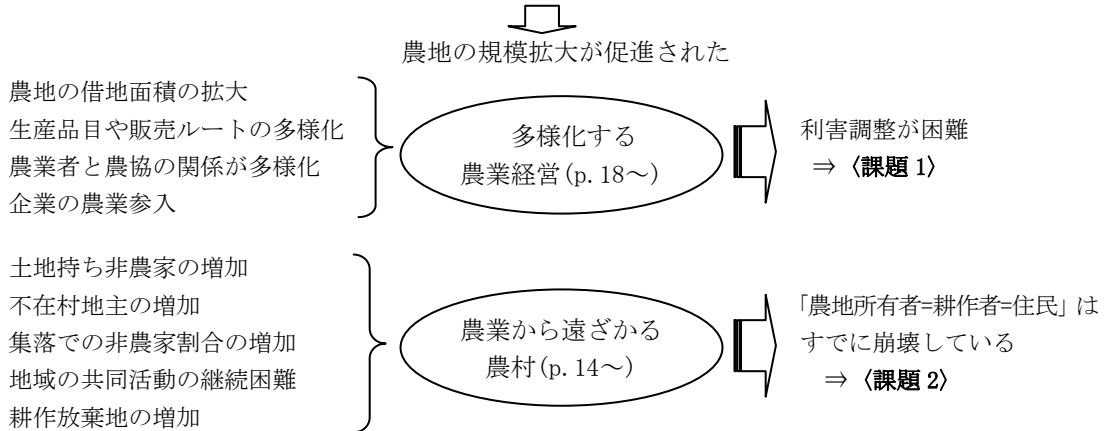 農地の規模拡大が促進された
農地の借地面積の拡大
生産品目や販売ルートの多様化
農業者と農協の関係が多様化
企業の農業参入
多様化する
農業経営(p.18～)
利害調整が困難
⇒〈課題1〉
土地持ち非農家の増加
不在村地主の増加
集落での非農家割合の増加
地域の共同活動の継続困難
耕作放棄地の増加
農業から遠ざかる
農村(p.14～)
「農地所有者=耕作者=住民」は
すでに崩壊している
⇒〈課題2〉